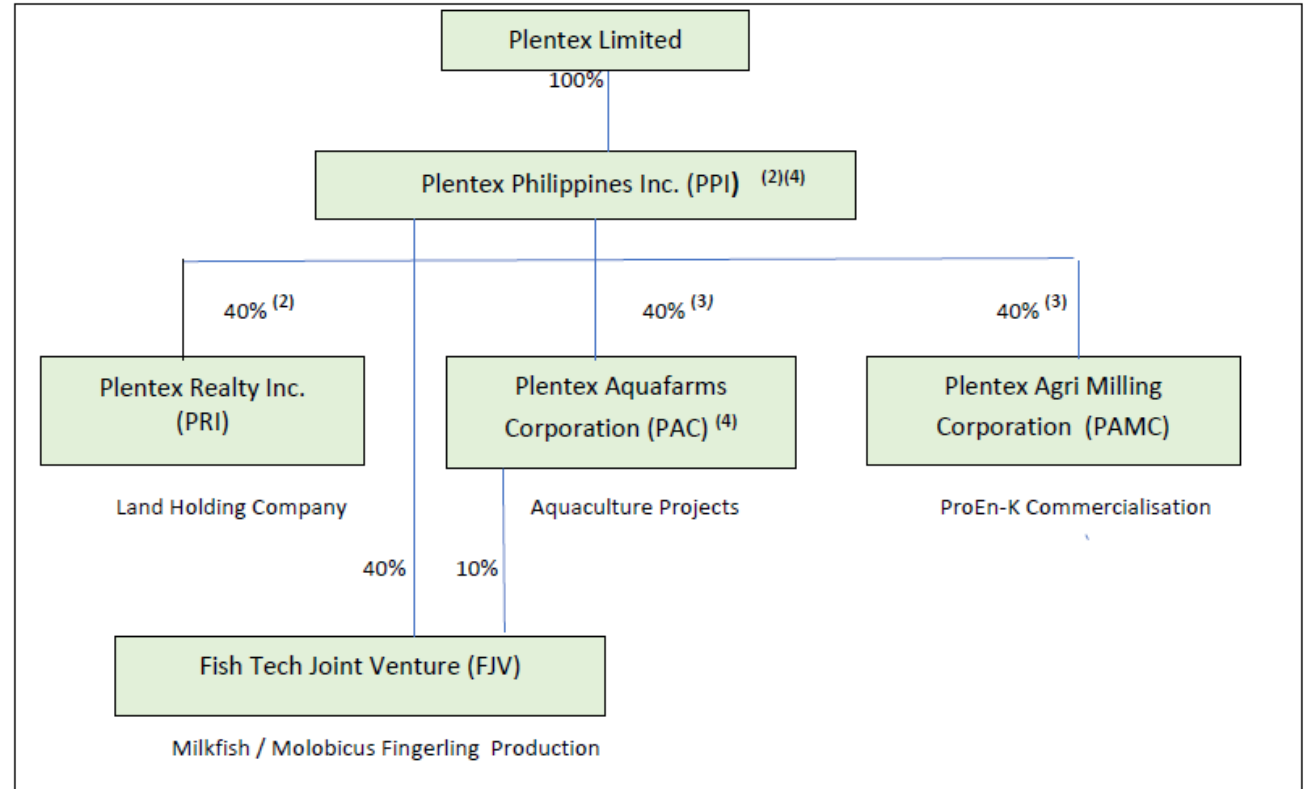 Plentex Limited
100%
Plentex Philippines Inc. (PPI) (2)(4)
40% (2)
40% (3)
40% (3)
Plentex Realty Inc.
(PRI)
Plentex Aquafarms
Corporation (PAC) (4)
Plentex Agri Milling
Corporation (PAMC)
Land Holding Company
Aquaculture Projects
ProEn-K Commercialisation
40%
10%
Fish Tech Joint Venture (FJV)
Milkfish / Molobicus Fingerling Production